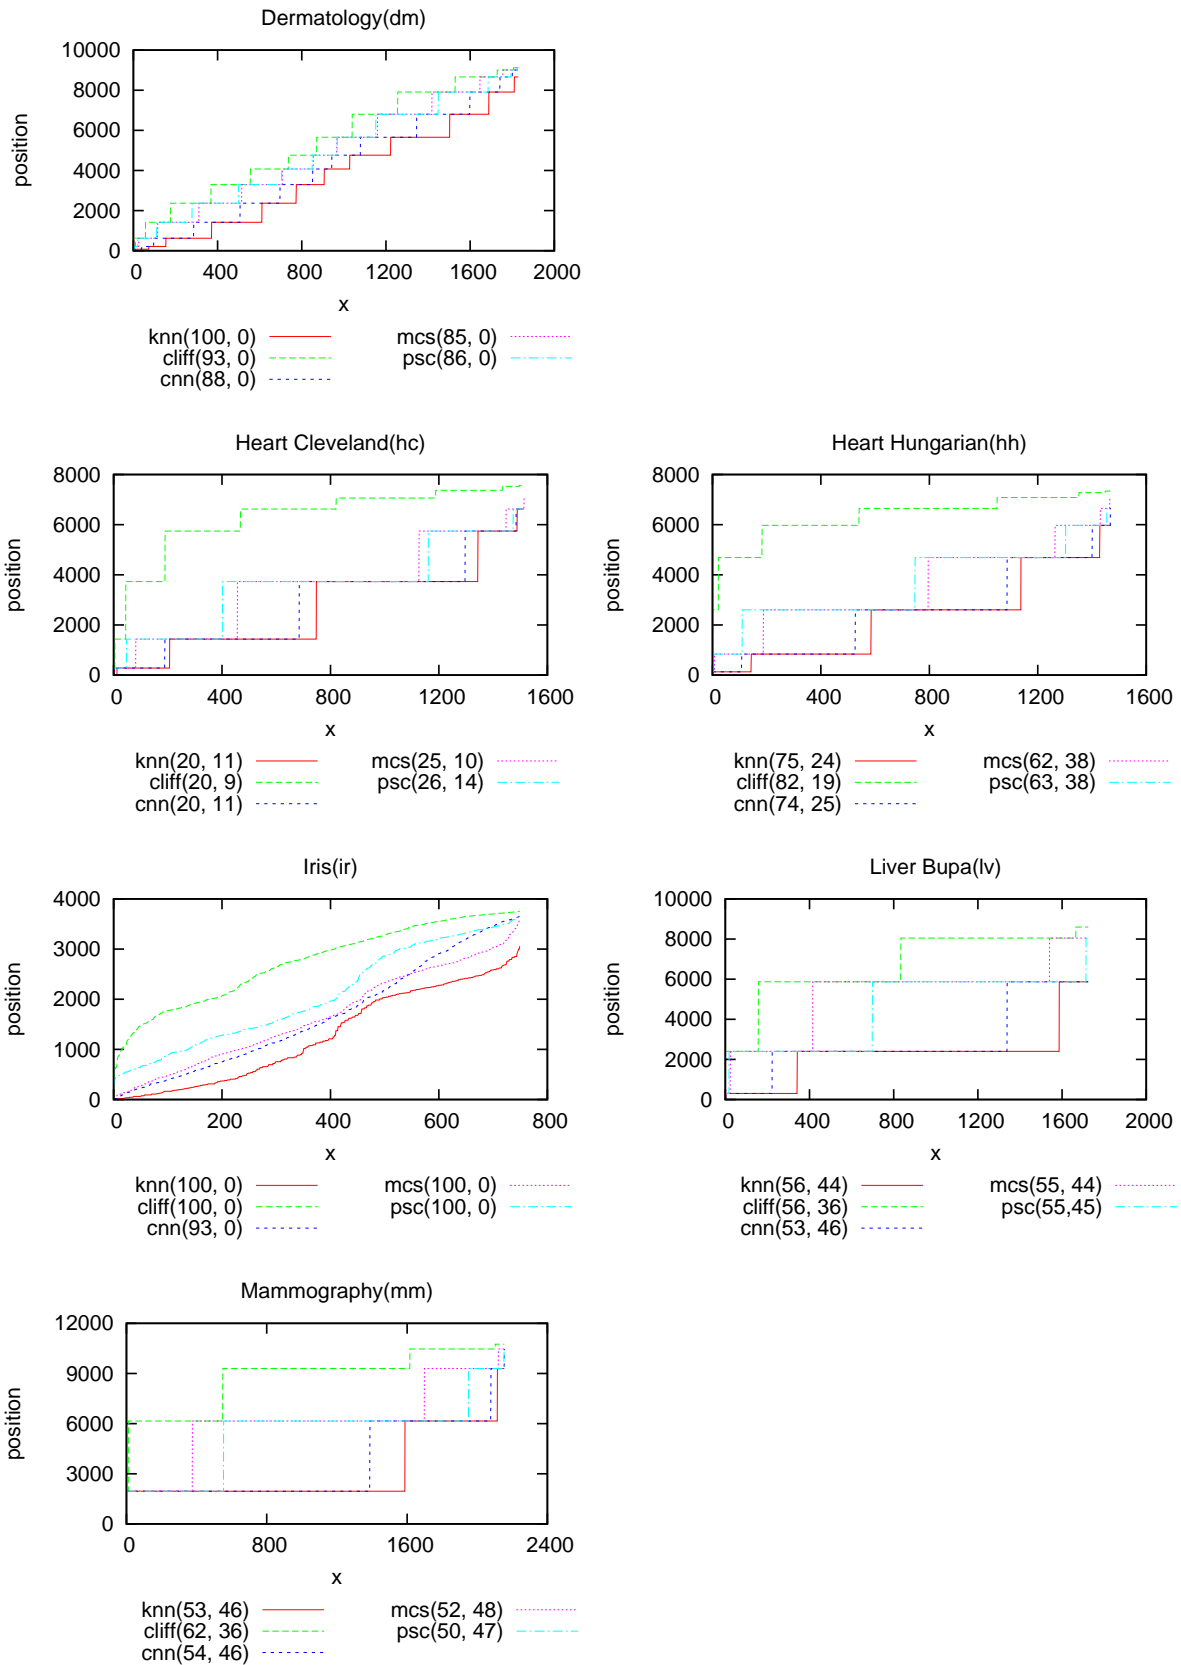 Dermatology(dm)
10000
8000
6000
4000
2000
0
position
0 400 800 1200 1600 2000
x
knn(100, 0)
cliff(93, 0)
cnn(88, 0)
mcs(85, 0)
psc(86, 0)
Heart Cleveland(hc)
8000
6000
4000
2000
0
position
0 400 800 1200 1600
x
knn(20, 11)
cliff(20, 9)
cnn(20, 11)
mcs(25, 10)
psc(26, 14)
Heart Hungarian(hh)
8000
6000
4000
2000
0
position
0 400 800 1200 1600
x
knn(75, 24)
cliff(82, 19)
cnn(74, 25)
mcs(62, 38)
psc(63, 38)
Iris(ir)
4000
3000
2000
1000
0
position
0 200 400 600 800
x
knn(100, 0)
cliff(100, 0)
cnn(93, 0)
mcs(100, 0)
psc(100, 0)
Liver Bupa(lv)
10000
8000
6000
4000
2000
0
position
0 400 800 1200 1600 2000
x
knn(56, 44)
cliff(56, 36)
cnn(53, 46)
mcs(55, 44)
psc(55,45)
Mammography(mm)
12000
9000
6000
3000
0
position
0 800 1600 2400
x
knn(53, 46)
cliff(62, 36)
cnn(54, 46)
mcs(52, 48)
psc(50, 47)